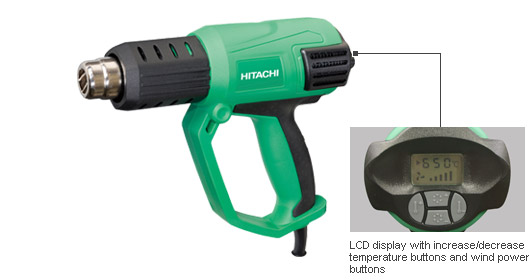 HITACHI
650°C
LCD display with increase/decrease
temperature buttons and wind power
buttons